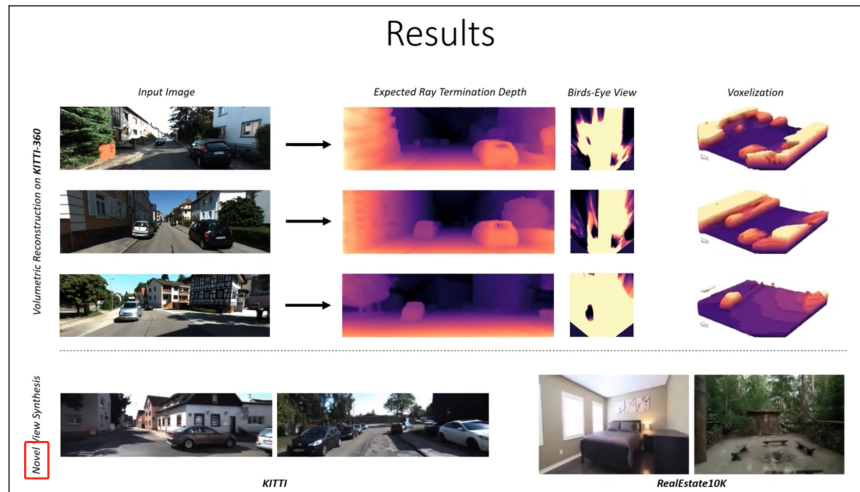 Results
Input Image
Expected Ray Termination Depth
Birds-Eye View
Voxelization
Volumetric Reconstruction on KITTI-360
Novel View Synthesis
KITTI
RealEstate10K